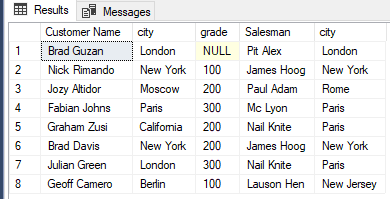 Results Messages
Customer Name city grade Salesman city
1 Brad Guzan London NULL Pit Alex London
2 Nick Rimando New York 100 James Hoog New York
3 Jozy Altidor Moscow 200 Paul Adam Rome
4 Fabian Johns Paris 300 Mc Lyon Paris
5 Graham Zusi California 200 Nail Knite Paris
6 Brad Davis New York 200 James Hoog New York
7 Julian Green London 300 Nail Knite Paris
8 Geoff Camero Berlin 100 Lauson Hen New Jersey